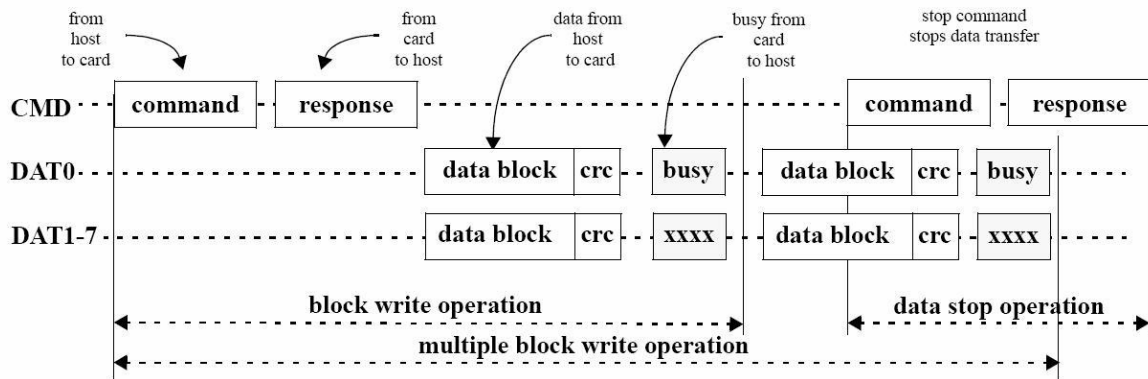 from
host
to card
from
card
to host
data from
host
to card
busy from
card
to host
stop command
stops data transfer
CMD command response command response
DAT0 data block crc busy data block crc busy
DAT1-7 data block crc xxxx data block crc xxxx
block write operation data stop operation
multiple block write operation